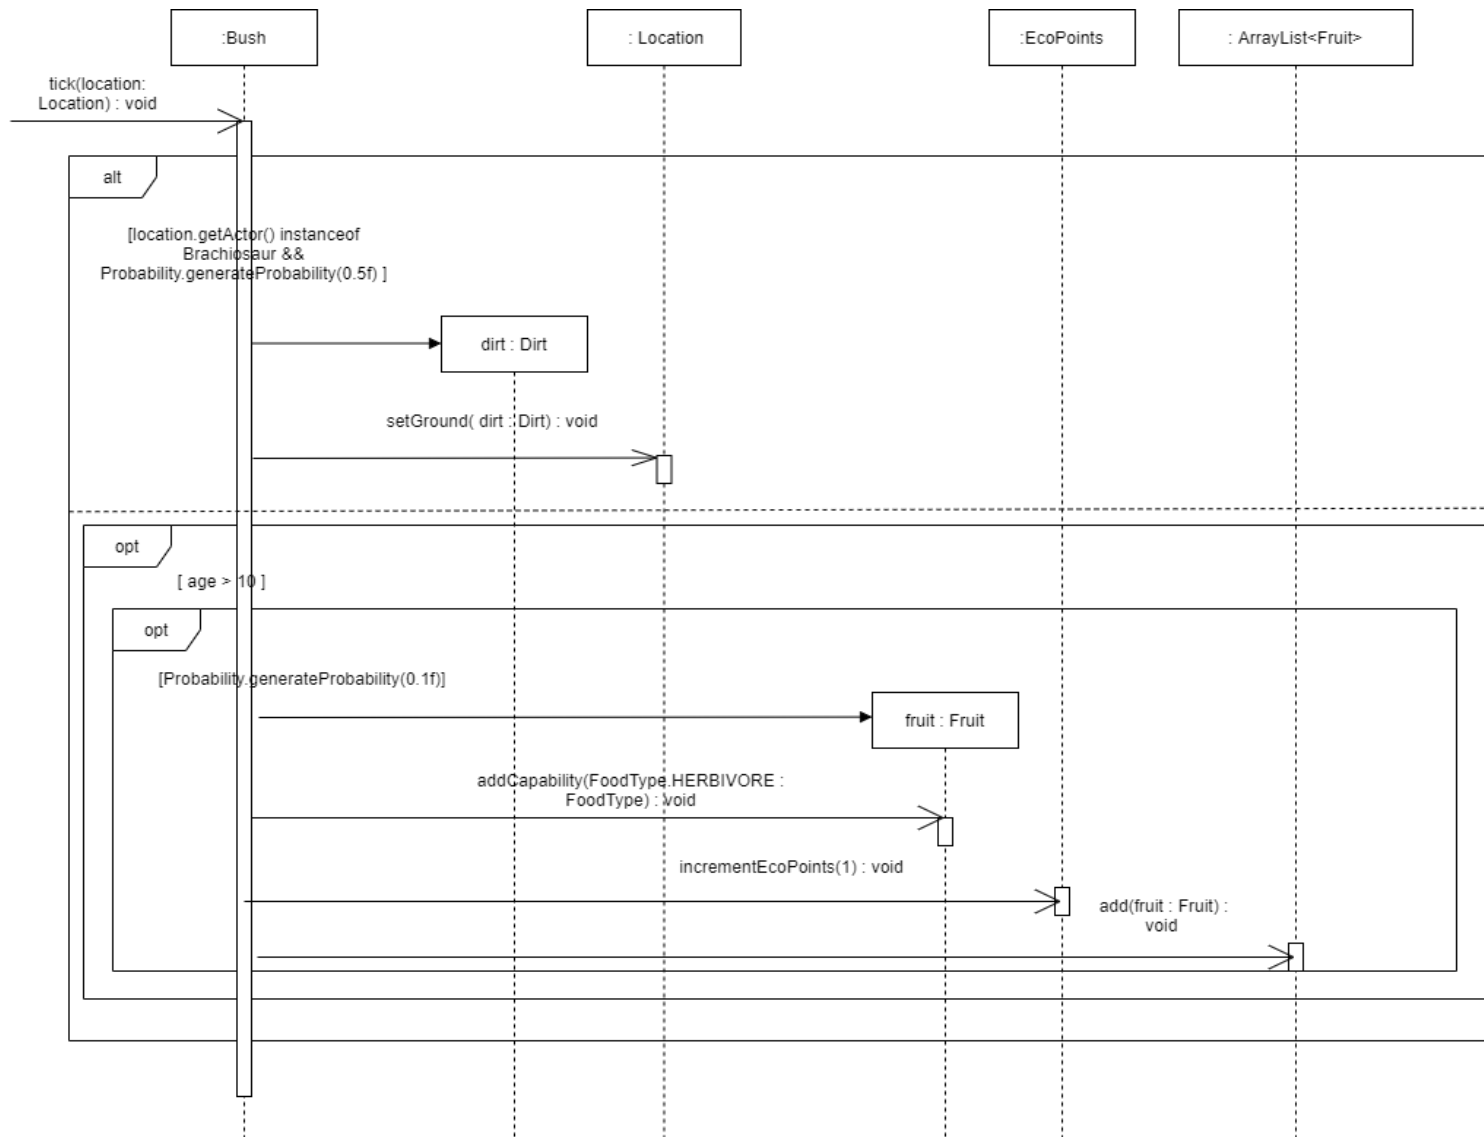 :Bush
: Location
:EcoPoints
: ArrayList<Fruit>
tick(location:
Location) : void
alt
[location.getActor() instanceof
Brachiosaur &&
Probability.generateProbability(0.5f) ]
dirt : Dirt
setGround( dirt : Dirt) : void
opt
[ age > 10 ]
opt
[Probability.generateProbability(0.1f)]
fruit : Fruit
addCapability(FoodType.HERBIVORE :
FoodType) : void
incrementEcoPoints(1) : void
add(fruit : Fruit) :
void